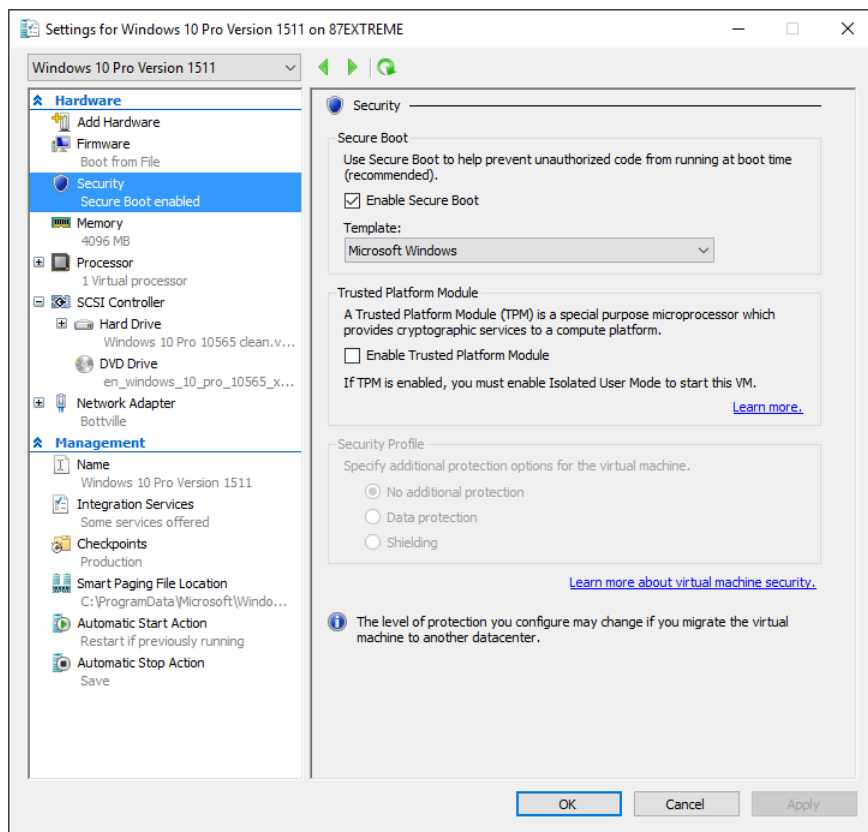 Settings for Windows 10 Pro Version 1511 on 87EXTREME
Windows 10 Pro Version 1511
Hardware
Add Hardware
Firmware
Boot from File
Security
Secure Boot enabled
Memory
4096 MB
Processor
1 Virtual processor
SCSI Controller
Hard Drive
Windows 10 Pro 10565 clean.v...
DVD Drive
en_windows_10_pro_10565_x...
Network Adapter
Bottville
Management
Name
Windows 10 Pro Version 1511
Integration Services
Some services offered
Checkpoints
Production
Smart Paging File Location
C:\ProgramData\Microsoft\Windo...
Automatic Start Action
Restart if previously running
Automatic Stop Action
Save
Security
Secure Boot
Use Secure Boot to help prevent unauthorized code from running at boot time
(recommended).
Enable Secure Boot
Template:
Microsoft Windows
Trusted Platform Module
A Trusted Platform Module (TPM) is a special purpose microprocessor which
provides cryptographic services to a compute platform.
Enable Trusted Platform Module
If TPM is enabled, you must enable Isolated User Mode to start this VM.
Learn more.
Security Profile
Specify additional protection options for the virtual machine.
No additional protection
Data protection
Shielding
Learn more about virtual machine security.
The level of protection you configure may change if you migrate the virtual
machine to another datacenter.
OK
Cancel
Apply